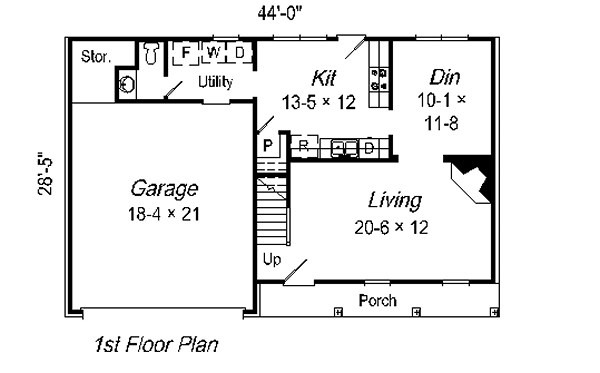 44'-0"
Stor.
F W D
Utility
Kit
13-5 × 12
Din
10-1 ×
11-8
28'-5"
P
R
D
Garage
18-4 × 21
Living
20-6 × 12
Up
Porch
1st Floor Plan